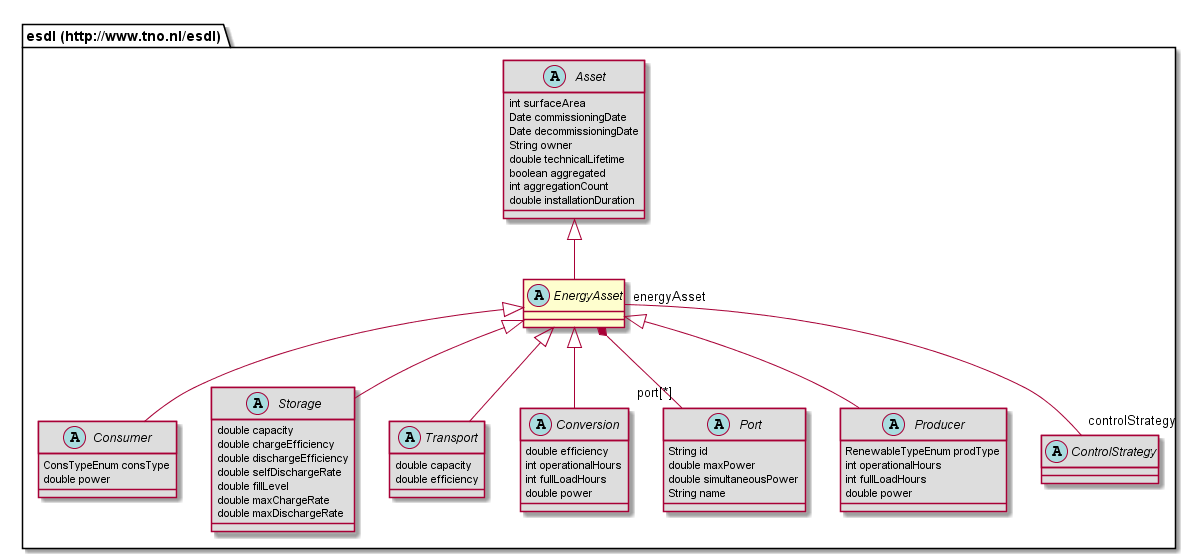 esdl (http://www.tno.nl/esdl)
A Asset
int surfaceArea
Date commissioningDate
Date decommissioningDate
String owner
double technicalLifetime
boolean aggregated
int aggregationCount
double installationDuration
A EnergyAsset
energyAsset
port[*]
controlStrategy
A Consumer
ConsTypeEnum consType
double power
A Storage
double capacity
double chargeEfficiency
double dischargeEfficiency
double selfDischargeRate
double fillLevel
double maxChargeRate
double maxDischargeRate
A Transport
double capacity
double efficiency
A Conversion
double efficiency
int operationalHours
int fullLoadHours
double power
A Port
String id
double maxPower
double simultaneousPower
String name
A Producer
RenewableTypeEnum prodType
int operationalHours
int fullLoadHours
double power
A ControlStrategy